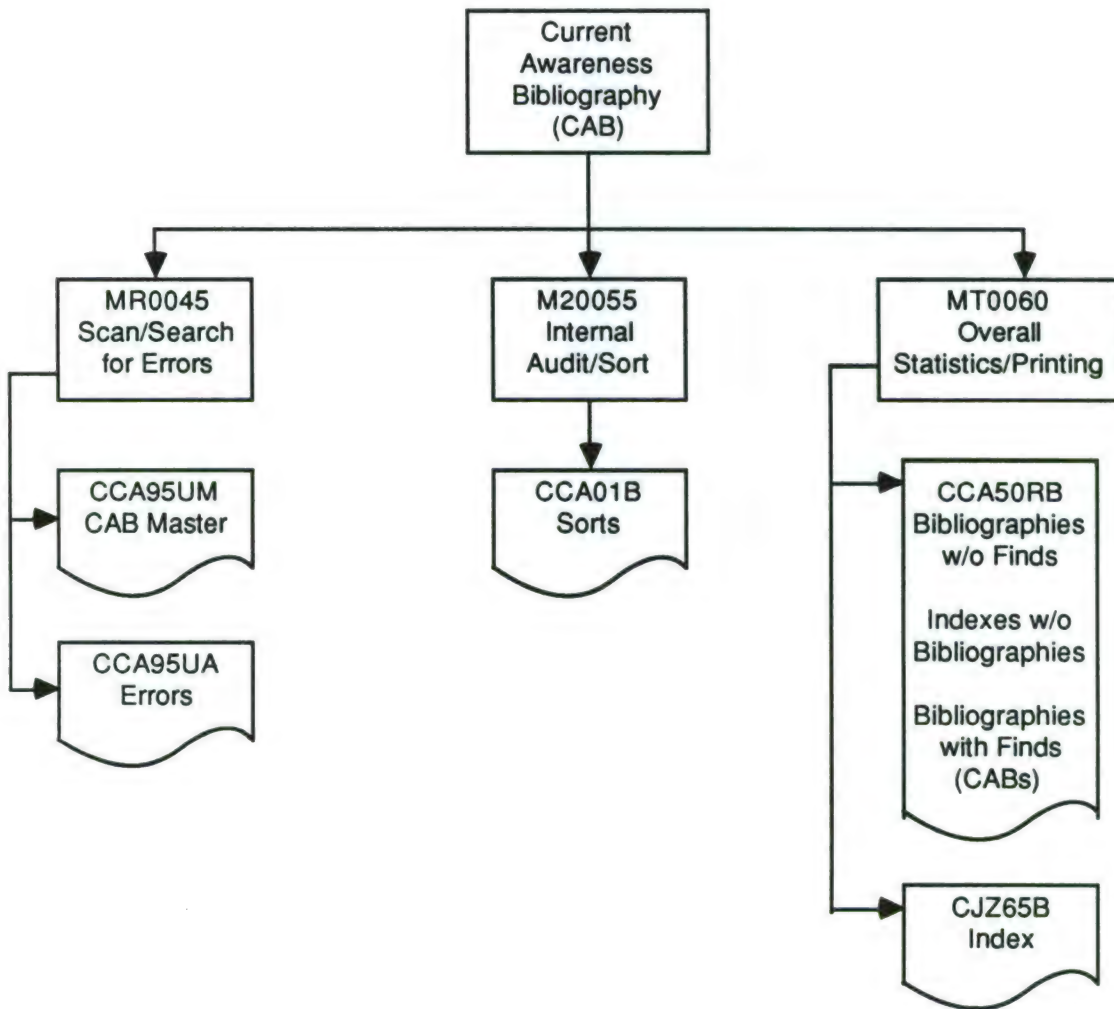 Current
Awareness
Bibliography
(CAB)
MR0045
Scan/Search
for Errors
M20055
Internal
Audit/Sort
MT0060
Overall
Statistics/Printing
CCA95UM
CAB Master
CCA95UA
Errors
CCA01B
Sorts
CCA50RB
Bibliographies
w/o Finds
Indexes w/o
Bibliographies
Bibliographies
with Finds
(CABs)
CJZ65B
Index